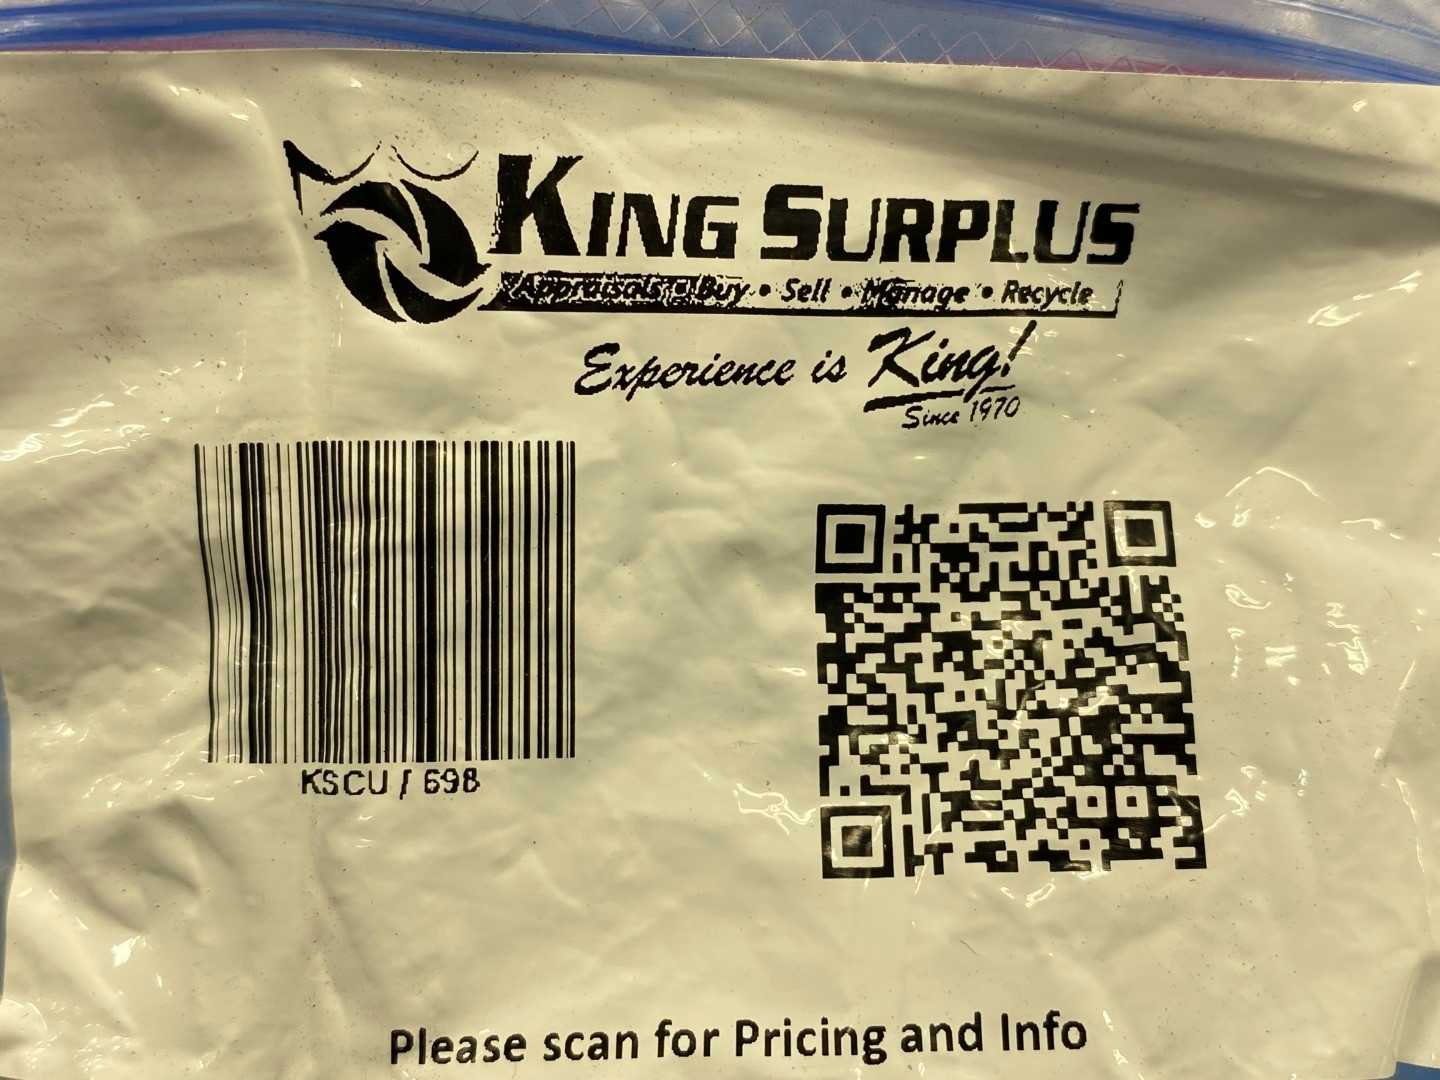 KING SURPLUS
Appraisals • Buy • Sell • Manage • Recycle
Experience is King!
Since 1970
KSCU / 698
Please scan for Pricing and Info